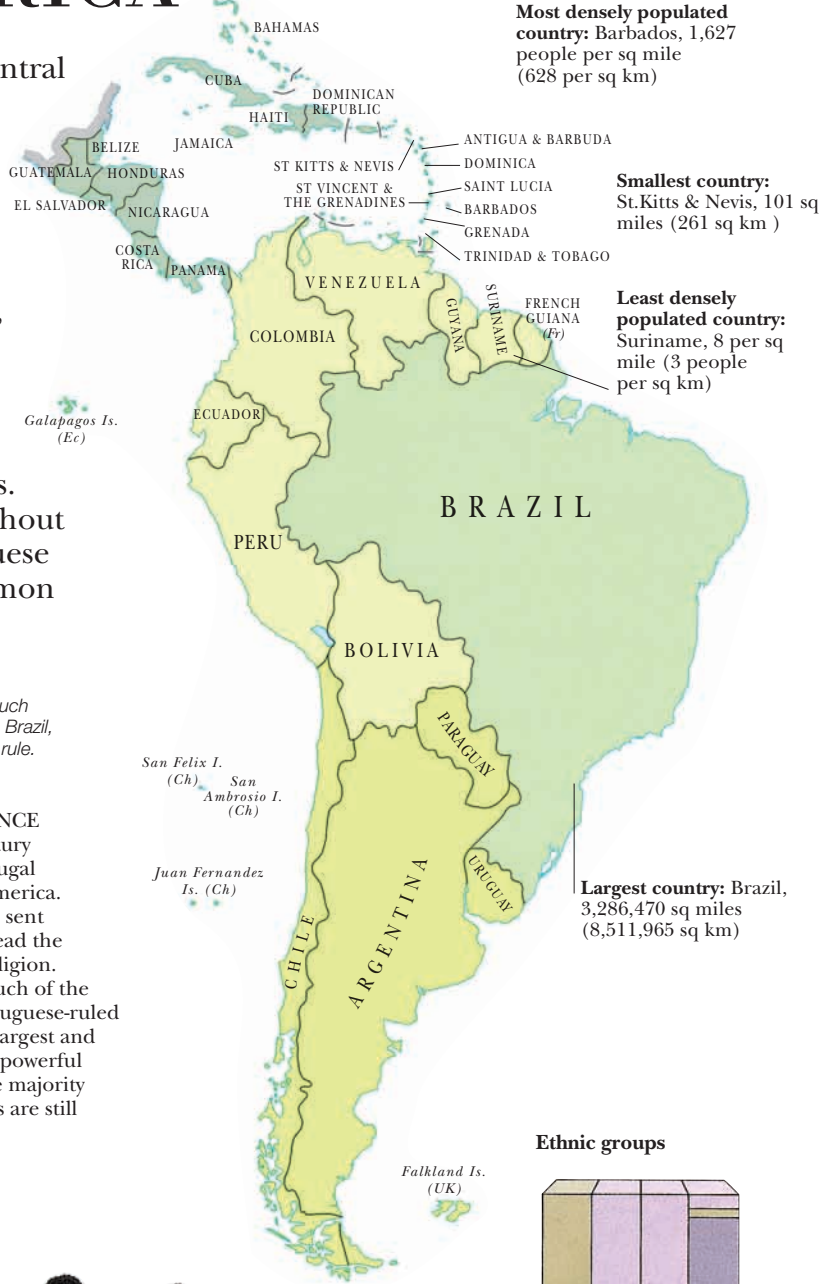 RICA
ntral
,
s.
hout
uese
mon
uch
Brazil,
rule.
NCE
ury
ugal
merica.
sent
ead the
ligion.
uch of the
uguese-ruled
argest and
powerful
e majority
s are still
BAHAMAS
CUBA
DOMINICAN
REPUBLIC
HAITI
JAMAICA
BELIZE
GUATEMALA
HONDURAS
EL SALVADOR
NICARAGUA
COSTA
RICA
PANAMA
ST KITTS & NEVIS
ST VINCENT &
THE GRENADINES
ANTIGUA & BARBUDA
DOMINICA
SAINT LUCIA
BARBADOS
GRENADA
TRINIDAD & TOBAGO
VENEZUELA
COLOMBIA
GUYANA
SURINAME
FRENCH
GUIANA
(Fr)
ECUADOR
Galapagos Is.
(Ec)
BRAZIL
PERU
BOLIVIA
PARAGUAY
San Felix I.
(Ch)
San
Ambrosio I.
(Ch)
Juan Fernandez
Is. (Ch)
CHILE
ARGENTINA
URUGUAY
Falkland Is.
(UK)
Most densely populated
country: Barbados, 1,627
people per sq mile
(628 per sq km)
Smallest country:
St.Kitts & Nevis, 101 sq
miles (261 sq km )
Least densely
populated country:
Suriname, 8 per sq
mile (3 people
per sq km)
Largest country: Brazil,
3,286,470 sq miles
(8,511,965 sq km)
Ethnic groups